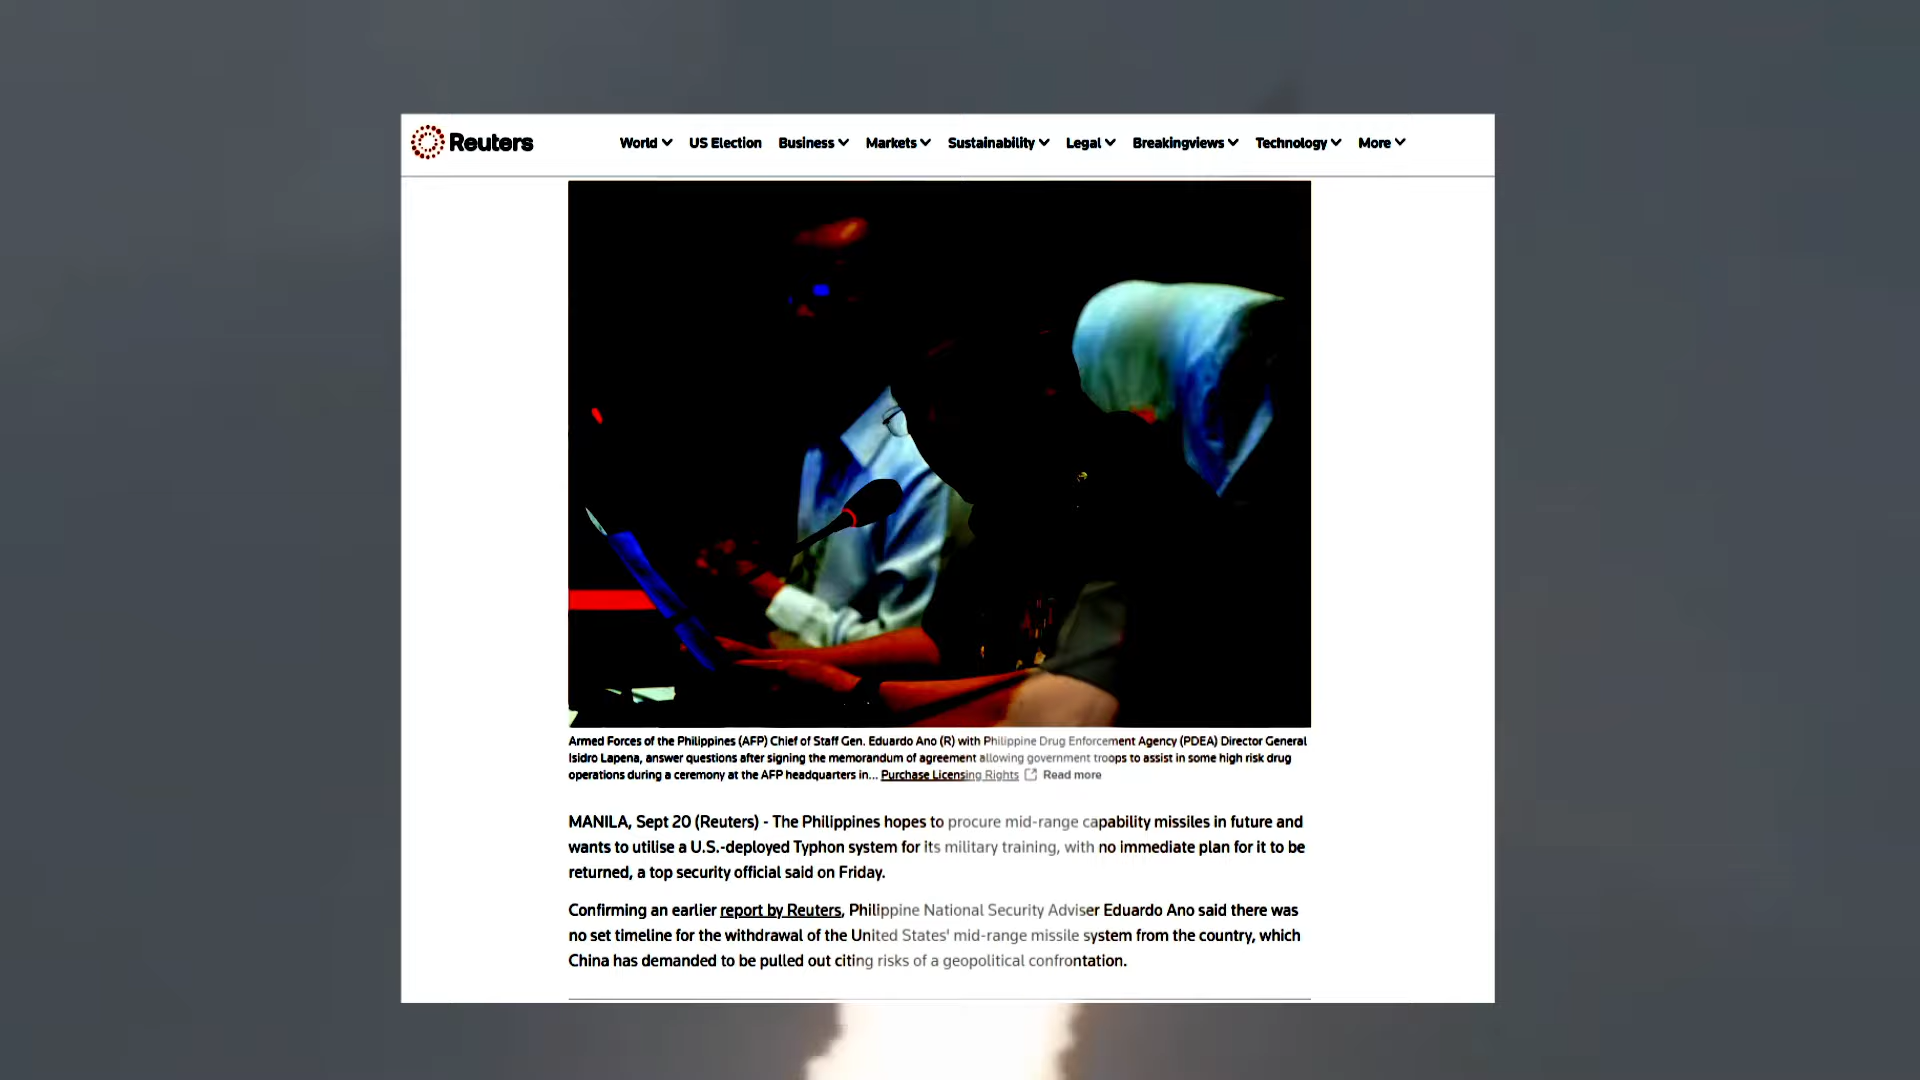 Reuters World US Election Business Markets Sustainability Legal Breakingviews Technology More
Armed Forces of the Philippines (AFP) Chief of Staff Gen. Eduardo Ano (R) with Philippine Drug Enforcement Agency (PDEA) Director General
Isidro Lapena, answer questions after signing the memorandum of agreement allowing government troops to assist in some high risk drug
operations during a ceremony at the AFP headquarters in... Purchase Licensing Rights Read more
MANILA, Sept 20 (Reuters) - The Philippines hopes to procure mid-range capability missiles in future and
wants to utilise a U.S.-deployed Typhon system for its military training, with no immediate plan for it to be
returned, a top security official said on Friday.
Confirming an earlier report by Reuters, Philippine National Security Adviser Eduardo Ano said there was
no set timeline for the withdrawal of the United States' mid-range missile system from the country, which
China has demanded to be pulled out citing risks of a geopolitical confrontation.